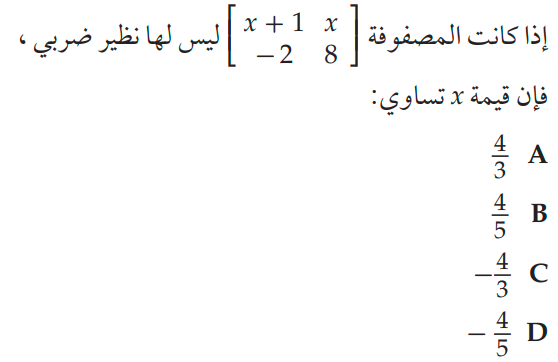 إذا كانت المصفوفة $\begin{bmatrix} x+1 & x \\ -2 & 8 \end{bmatrix}$ ليس لها نظير ضربي ،
فإن قيمة x تساوي:
A $\frac{4}{3}$
B $\frac{4}{5}$
C $-\frac{4}{3}$
D $-\frac{4}{5}$